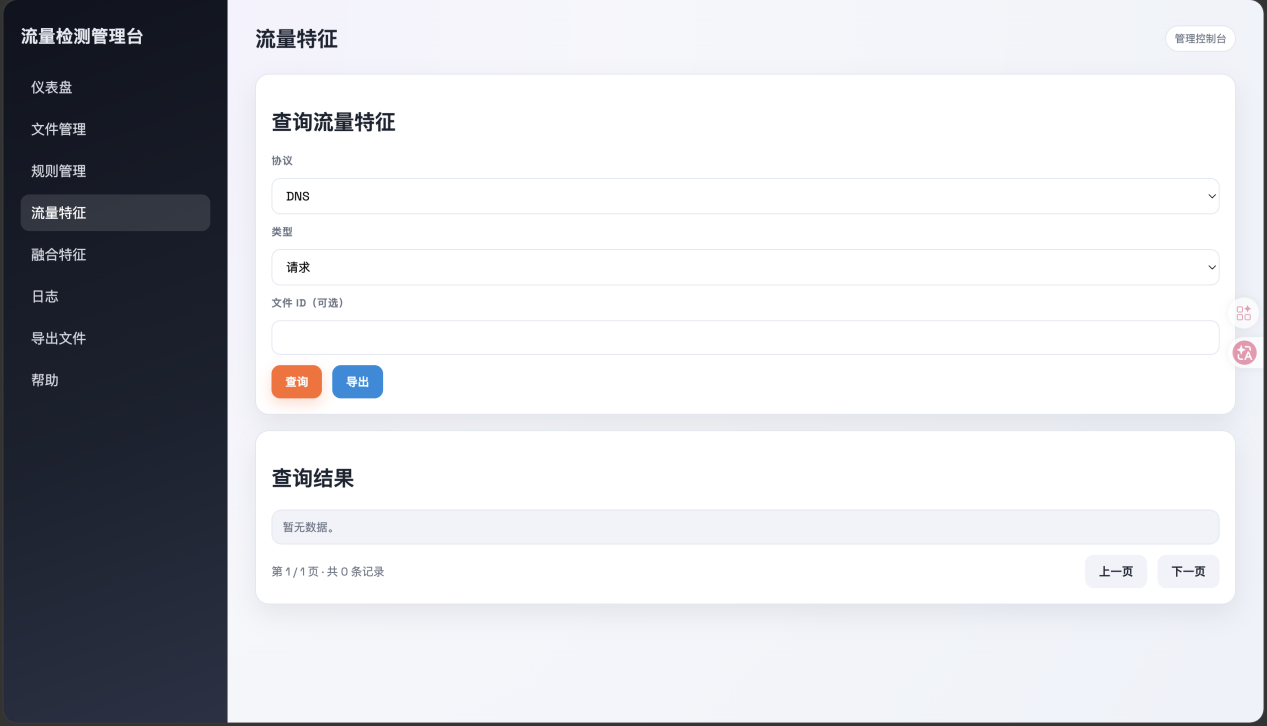 流量检测管理台
仪表盘
文件管理
规则管理
流量特征
融合特征
日志
导出文件
帮助
流量特征
管理控制台
查询流量特征
协议
DNS
类型
请求
文件 ID（可选）
查询
导出
查询结果
暂无数据。
第 1 / 1 页 · 共 0 条记录
上一页
下一页